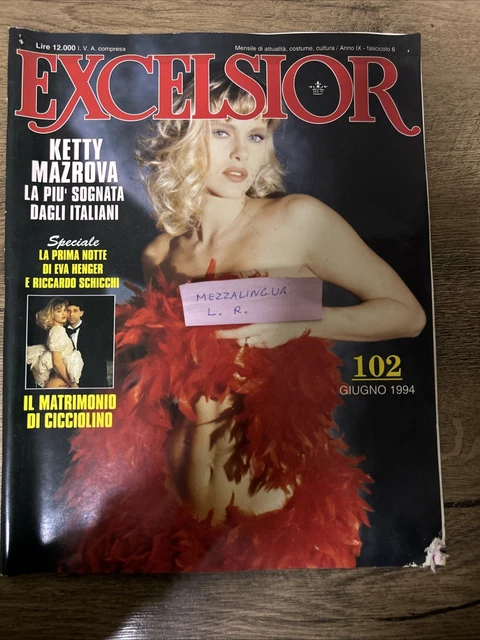 Lire 12.000 I.V.A. compresa
Mensile di attualità, costume, cultura / Anno IX - fascicolo 6
EXCELSIOR
KETTY
MAZROVA
LA PIU' SOGNATA
DAGLI ITALIANI
Speciale
LA PRIMA NOTTE
DI EVA HENGER
E RICCARDO SCHICCHI
MEZZALINGUA
L. R.
102
GIUGNO 1994
IL MATRIMONIO
DI CICCIOLINO